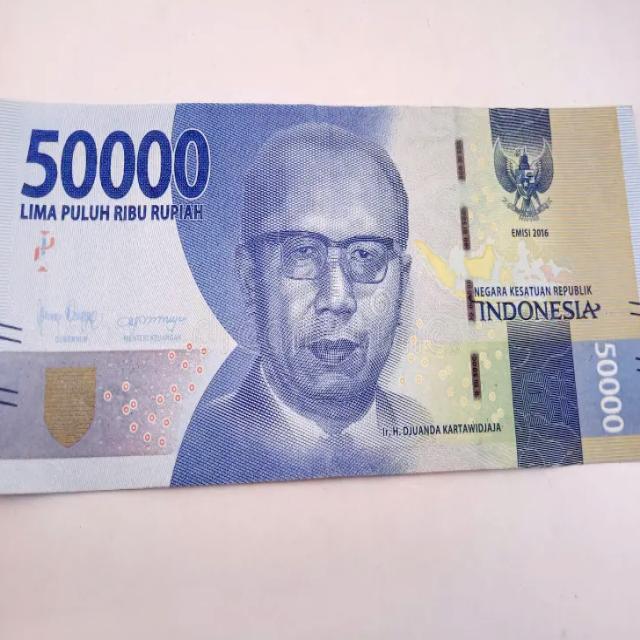 50000
LIMA PULUH RIBU RUPIAH
EMISI 2016
NEGARA KESATUAN REPUBLIK
INDONESIA
GUBERNUR
MENTERI KEUANGAN
50000
Ir. H. DJUANDA KARTAWIDJAJA